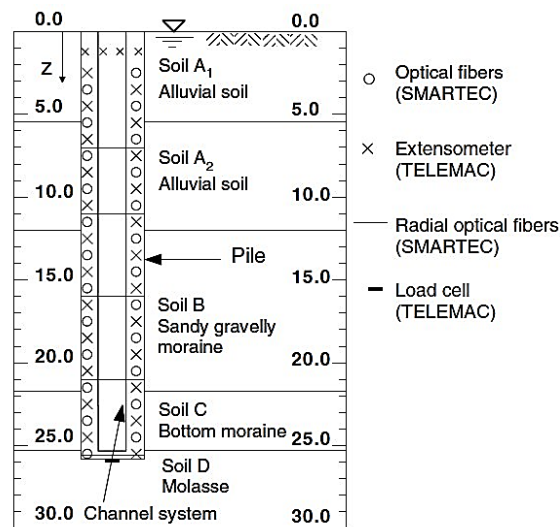 0.0
0.0
Z
Soil A1
Alluvial soil
5.0
5.0
Soil A2
Alluvial soil
10.0
10.0
Pile
15.0
15.0
Soil B
Sandy gravelly
moraine
20.0
20.0
Soil C
Bottom moraine
25.0
25.0
Soil D
Molasse
Channel system
30.0
30.0
Optical fibers
(SMARTEC)
Extensometer
(TELEMAC)
Radial optical fibers
(SMARTEC)
Load cell
(TELEMAC)